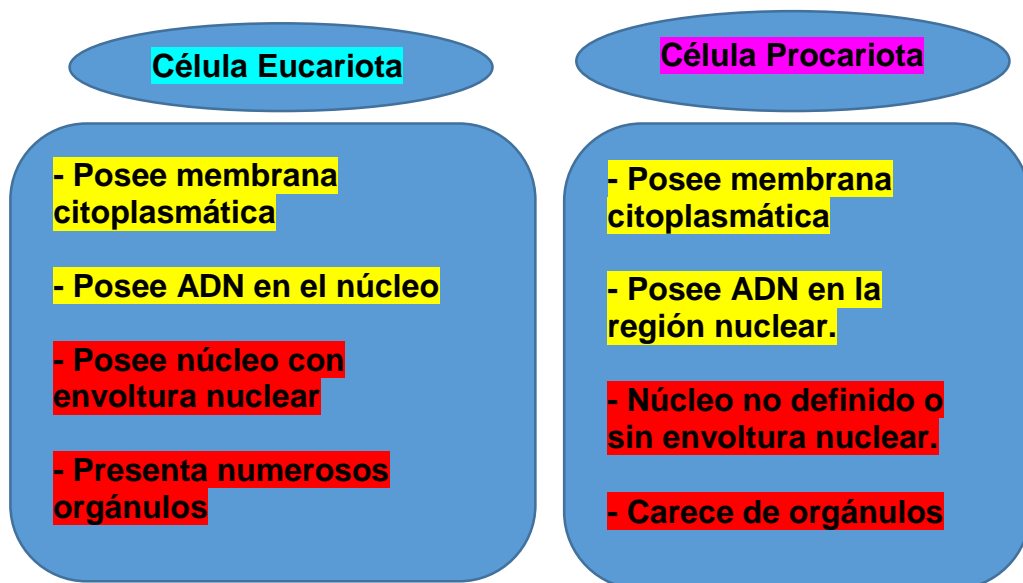 Célula Eucariota
- Posee membrana
citoplasmática
- Posee ADN en el núcleo
- Posee núcleo con
envoltura nuclear
- Presenta numerosos
orgánulos
Célula Procariota
- Posee membrana
citoplasmática
- Posee ADN en la
región nuclear.
- Núcleo no definido o
sin envoltura nuclear.
- Carece de orgánulos